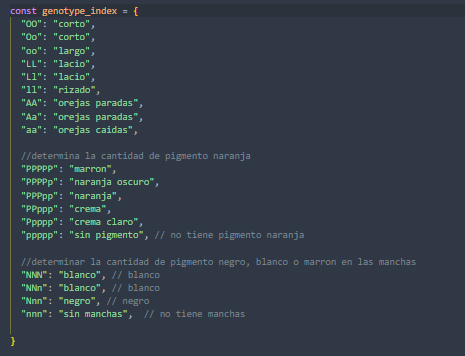 const genotype_index = {
"OO": "corto",
"Oo": "corto",
"oo": "largo",
"LL": "lacio",
"Ll": "lacio",
"ll": "rizado",
"AA": "orejas paradas",
"Aa": "orejas paradas",
"aa": "orejas caidas",
//determina la cantidad de pigmento naranja
"PPPPP": "marron",
"PPPPp": "naranja oscuro",
"PPPpp": "naranja",
"PPppp": "crema",
"Ppppp": "crema claro",
"ppppp": "sin pigmento", // no tiene pigmento naranja
//determinar la cantidad de pigmento negro, blanco o marron en las manchas
"NNN": "blanco", // blanco
"NNn": "blanco", // blanco
"Nnn": "negro", // negro
"nnn": "sin manchas", // no tiene manchas
}